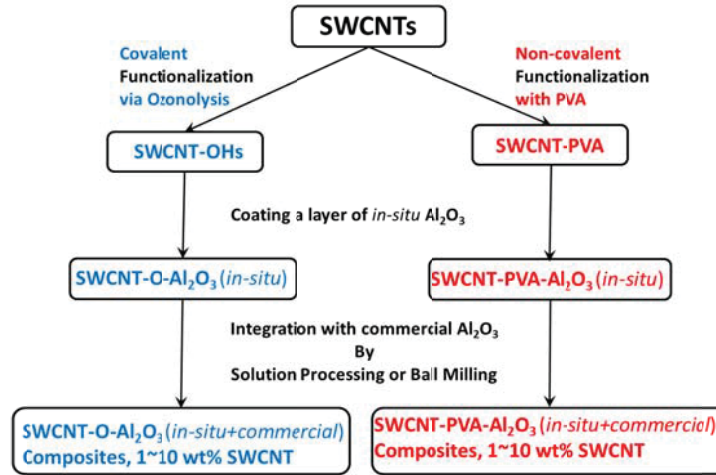 SWCNTs
Covalent
Functionalization
via Ozonolysis
Non-covalent
Functionalization
with PVA
SWCNT-OHs
SWCNT-PVA
Coating a layer of in-situ Al₂O₃
SWCNT-O-Al₂O₃(in-situ)
SWCNT-PVA-Al₂O₃(in-situ)
Integration with commercial Al₂O₃
By
Solution Processing or Ball Milling
SWCNT-O-Al₂O₃(in-situ+commercial)
Composites, 1~10 wt% SWCNT
SWCNT-PVA-Al₂O₃(in-situ+commercial)
Composites, 1~10 wt% SWCNT